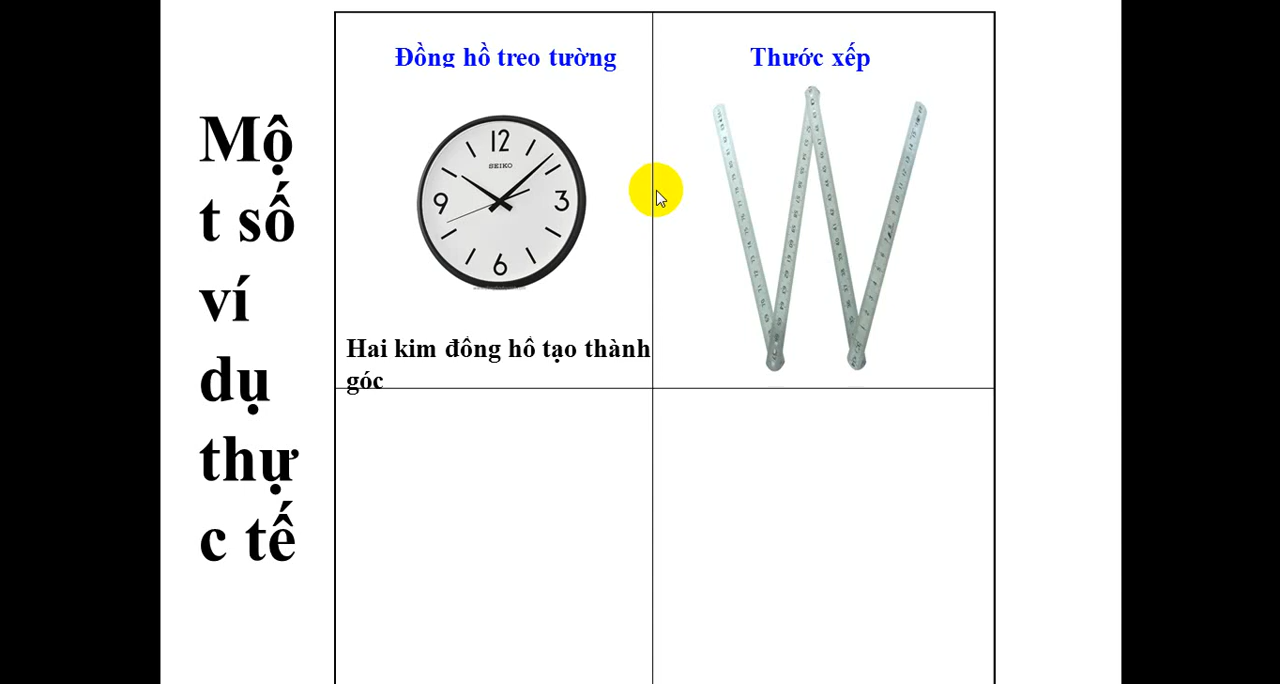 Mộ
t số
ví
dụ
thự
c tế
Đồng hồ treo tường
12
SEIKO
9
3
6
Hai kim đồng hồ tạo thành
góc
Thước xếp